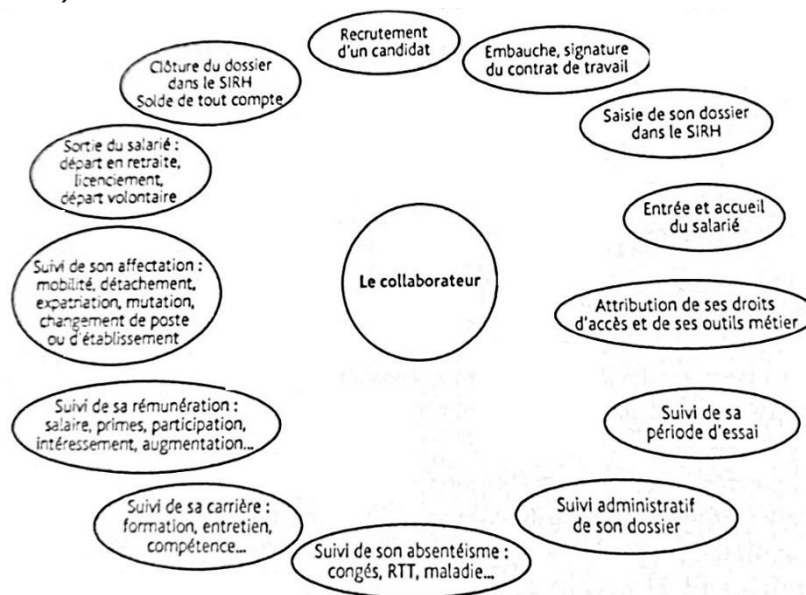 Recrutement
d'un candidat
Embauche, signature
du contrat de travail
Saisie de son dossier
dans le SIRH
Entrée et accueil
du salarié
Attribution de ses droits
d'accès et de ses outils métier
Suivi de sa
période d'essai
Suivi administratif
de son dossier
Suivi de son absentéisme :
congés, RTT, maladie...
Suivi de sa carrière :
formation, entretien,
compétence...
Suivi de sa rémunération :
salaire, primes, participation,
intéressement, augmentation...
Suivi de son affectation :
mobilité, détachement,
expatriation, mutation,
changement de poste
ou d'établissement
Sortie du salarié :
départ en retraite,
licenciement,
départ volontaire
Clôture du dossier
dans le SIRH
Solde de tout compte
Le collaborateur